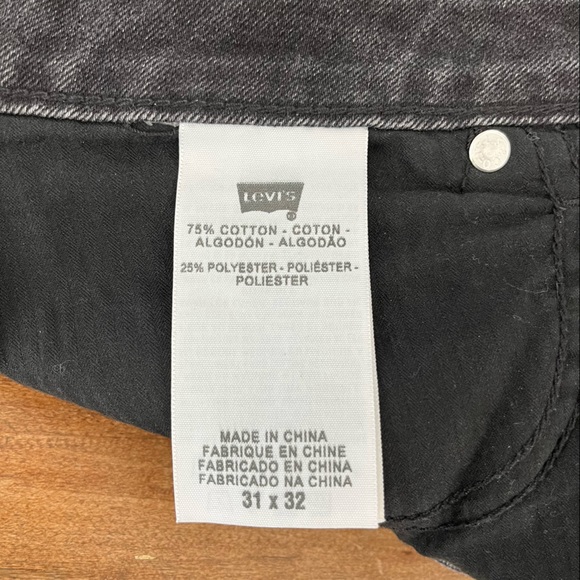 Levi's
75% COTTON - COTON -
ALGODÓN - ALGODÃO
25% POLYESTER - POLIÉSTER -
POLIESTER
MADE IN CHINA
FABRIQUE EN CHINE
FABRICADO EN CHINA
FABRICADO NA CHINA
31 x 32